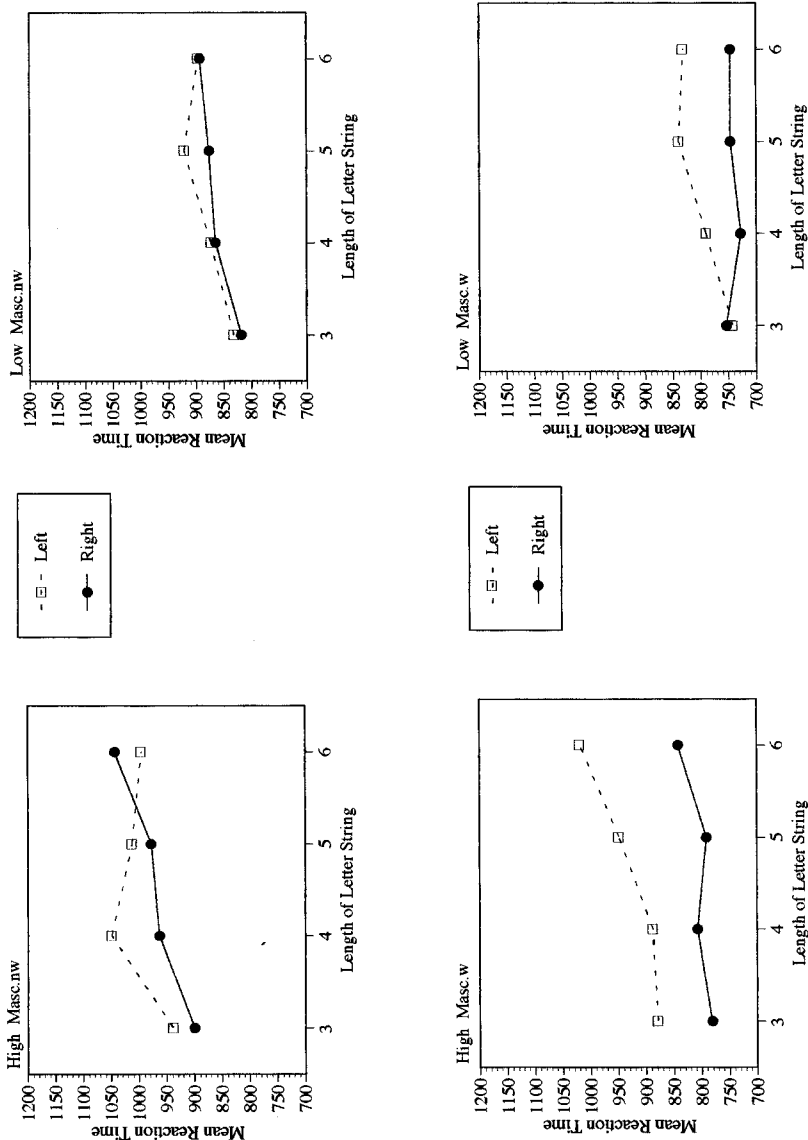 High Masc.nw
Mean Reaction Time
1200
1150
1100
1050
1000
950
900
850
800
750
700
3 4 5 6
Length of Letter String
Left
Right
Low Masc.nw
Mean Reaction Time
1200
1150
1100
1050
1000
950
900
850
800
750
700
3 4 5 6
Length of Letter String
High Masc.w
Mean Reaction Time
1200
1150
1100
1050
1000
950
900
850
800
750
700
3 4 5 6
Length of Letter String
Left
Right
Low Masc.w
Mean Reaction Time
1200
1150
1100
1050
1000
950
900
850
800
750
700
3 4 5 6
Length of Letter String